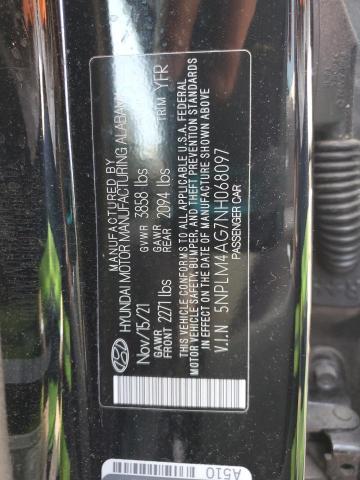 MANUFACTURED BY
HYUNDAI MOTOR MANUFACTURING ALABAMA
Nov/15/21 GVWR 3858 lbs
GAWR FRONT 2271 lbs GAWR REAR 2094 lbs TRIM YFR
THIS VEHICLE CONFORMS TO ALL APPLICABLE U.S.A. FEDERAL
MOTOR VEHICLE SAFETY, BUMPER, AND THEFT PREVENTION STANDARDS
IN EFFECT ON THE DATE OF MANUFACTURE SHOWN ABOVE.
V.I.N 5NPLM4AG7NH068097
PASSENGER CAR
A510